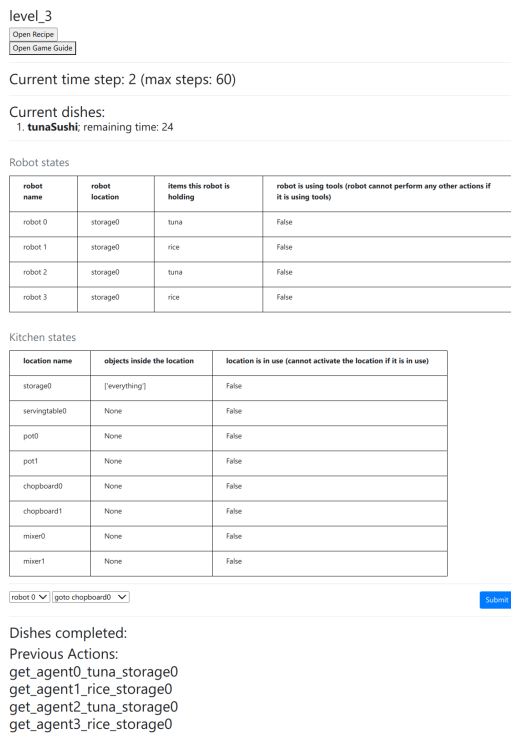 level_3
Open Recipe
Open Game Guide
Current time step: 2 (max steps: 60)
Current dishes:
1. tunaSushi; remaining time: 24
Robot states
robot name | robot location | items this robot is holding | robot is using tools (robot cannot perform any other actions if it is using tools)
robot 0 | storage0 | tuna | False
robot 1 | storage0 | rice | False
robot 2 | storage0 | tuna | False
robot 3 | storage0 | rice | False
Kitchen states
location name | objects inside the location | location is in use (cannot activate the location if it is in use)
storage0 | ['everything'] | False
servingtable0 | None | False
pot0 | None | False
pot1 | None | False
chopboard0 | None | False
chopboard1 | None | False
mixer0 | None | False
mixer1 | None | False
robot 0 goto chopboard0 Submit
Dishes completed:
Previous Actions:
get_agent0_tuna_storage0
get_agent1_rice_storage0
get_agent2_tuna_storage0
get_agent3_rice_storage0